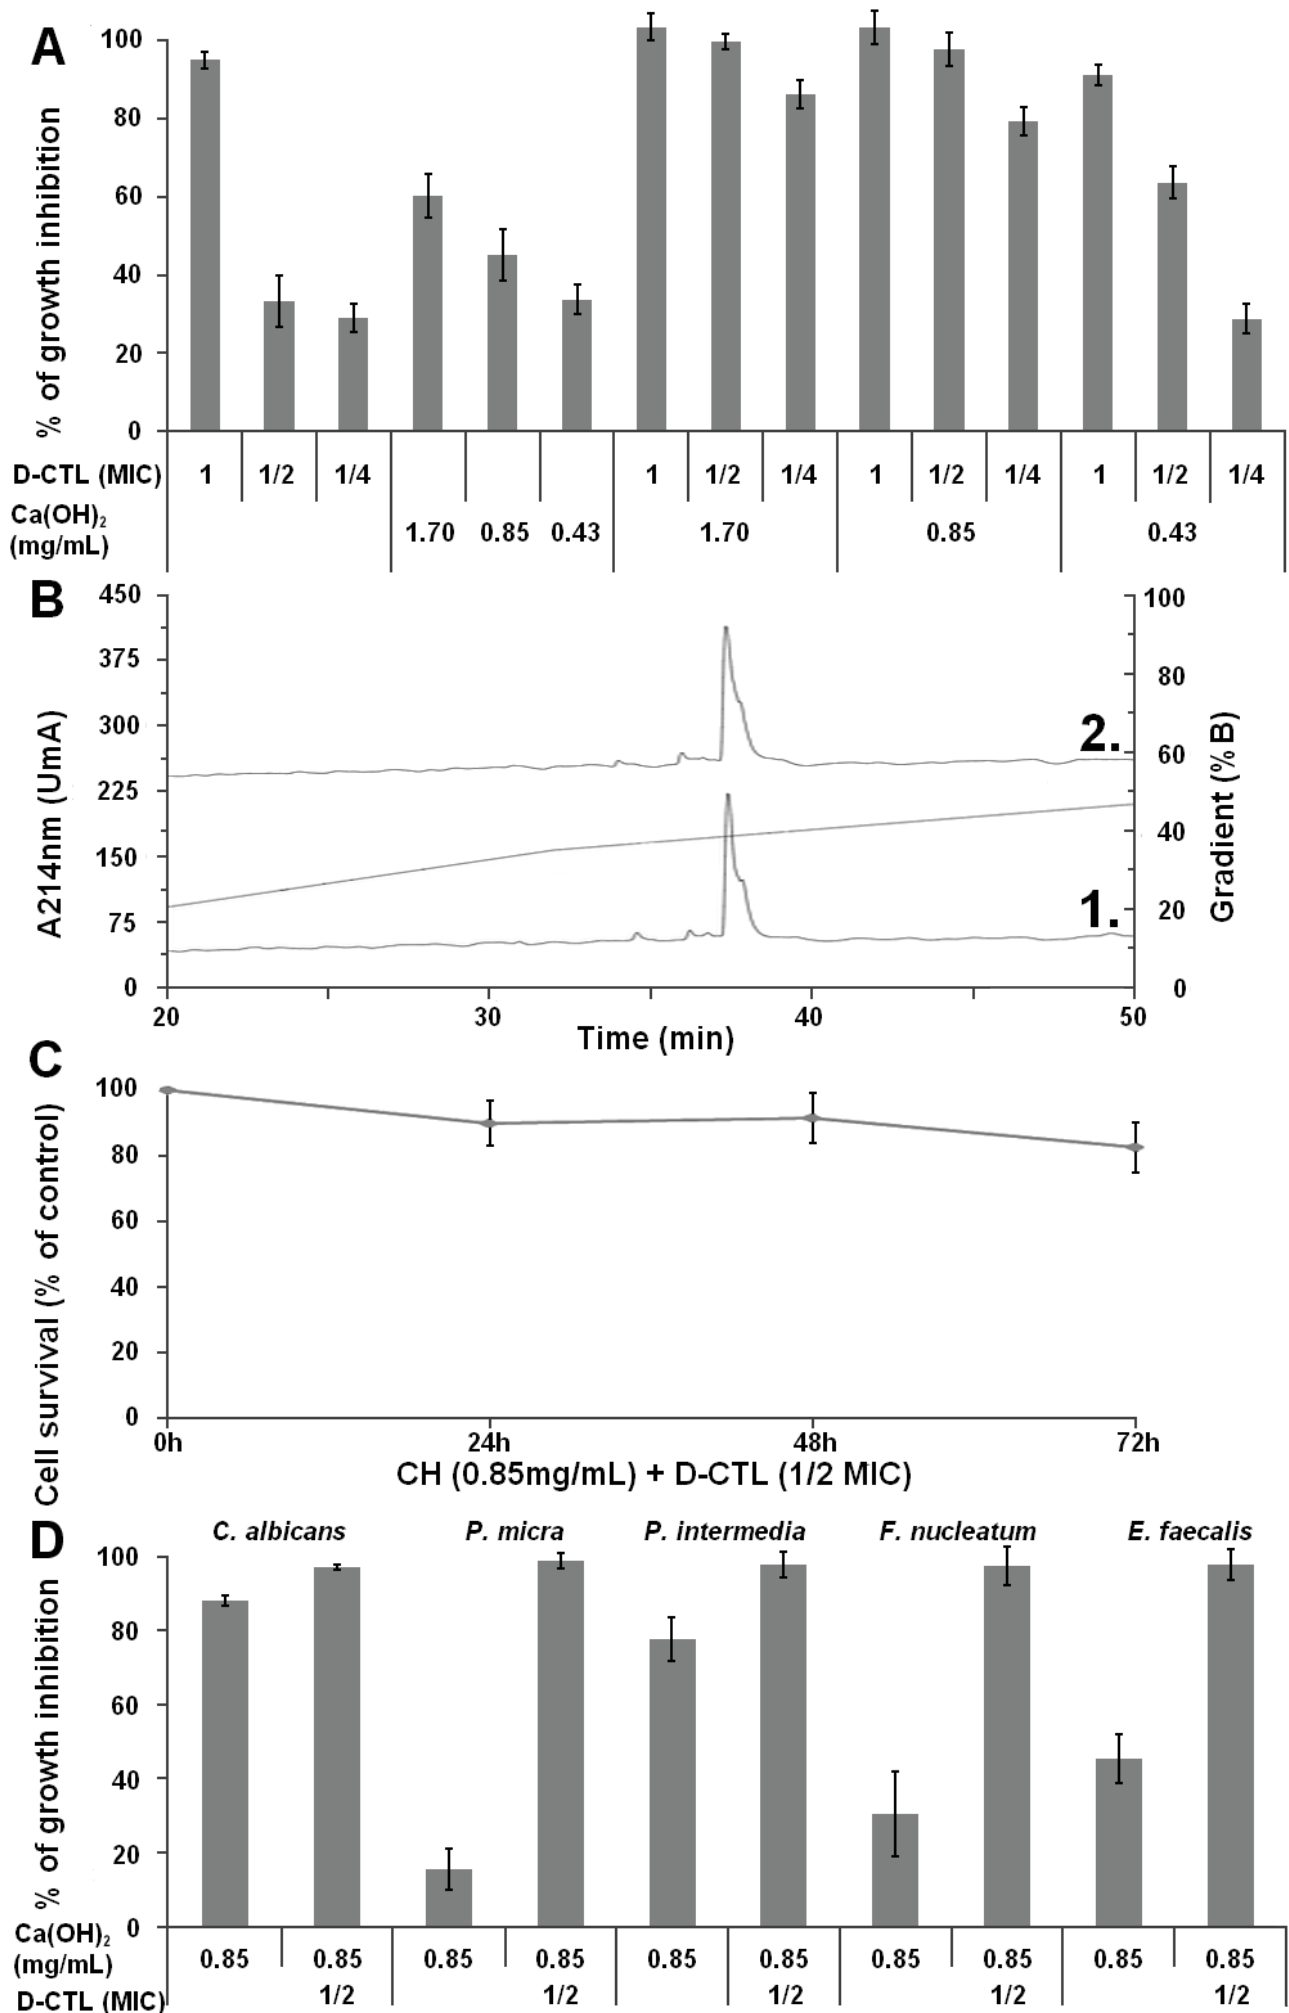 A
% of growth inhibition
100
80
60
40
20
0
D-CTL (MIC) 1 1/2 1/4 1 1/2 1/4 1 1/2 1/4 1 1/2 1/4
Ca(OH)₂
(mg/mL) 1.70 0.85 0.43 1.70 0.85 0.43
B
A214nm (UmA)
450
375
300
225
150
75
0
2.
1.
100
80
60
40
20
0
Gradient (% B)
20 30 40 50
Time (min)
C
Cell survival (% of control)
100
80
60
40
20
0
0h 24h 48h 72h
CH (0.85mg/mL) + D-CTL (1/2 MIC)
D
C. albicans P. micra P. intermedia F. nucleatum E. faecalis
% of growth inhibition
100
80
60
40
20
0
Ca(OH)₂
(mg/mL) 0.85 0.85 0.85 0.85 0.85 0.85 0.85 0.85 0.85 0.85
D-CTL (MIC) 1/2 1/2 1/2 1/2 1/2